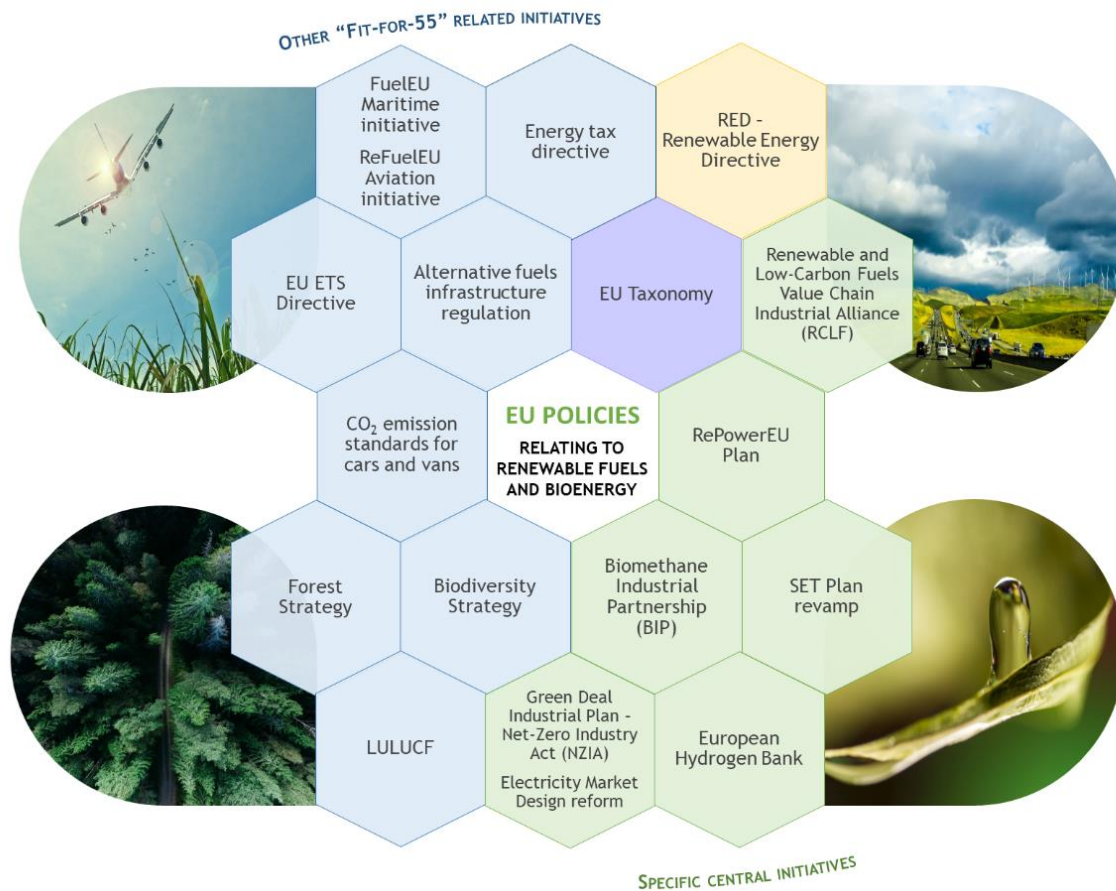 OTHER “FIT-FOR-55” RELATED INITIATIVES
FuelEU
Maritime
initiative
ReFuelEU
Aviation
initiative
Energy tax
directive
RED -
Renewable Energy
Directive
EU ETS
Directive
Alternative fuels
infrastructure
regulation
EU Taxonomy
Renewable and
Low-Carbon Fuels
Value Chain
Industrial Alliance
(RCLF)
CO₂ emission
standards for
cars and vans
EU POLICIES
RELATING TO
RENEWABLE FUELS
AND BIOENERGY
RePowerEU
Plan
Forest
Strategy
Biodiversity
Strategy
Biomethane
Industrial
Partnership
(BIP)
SET Plan
revamp
LULUCF
Green Deal
Industrial Plan -
Net-Zero Industry
Act (NZIA)
Electricity Market
Design reform
European
Hydrogen Bank
SPECIFIC CENTRAL INITIATIVES